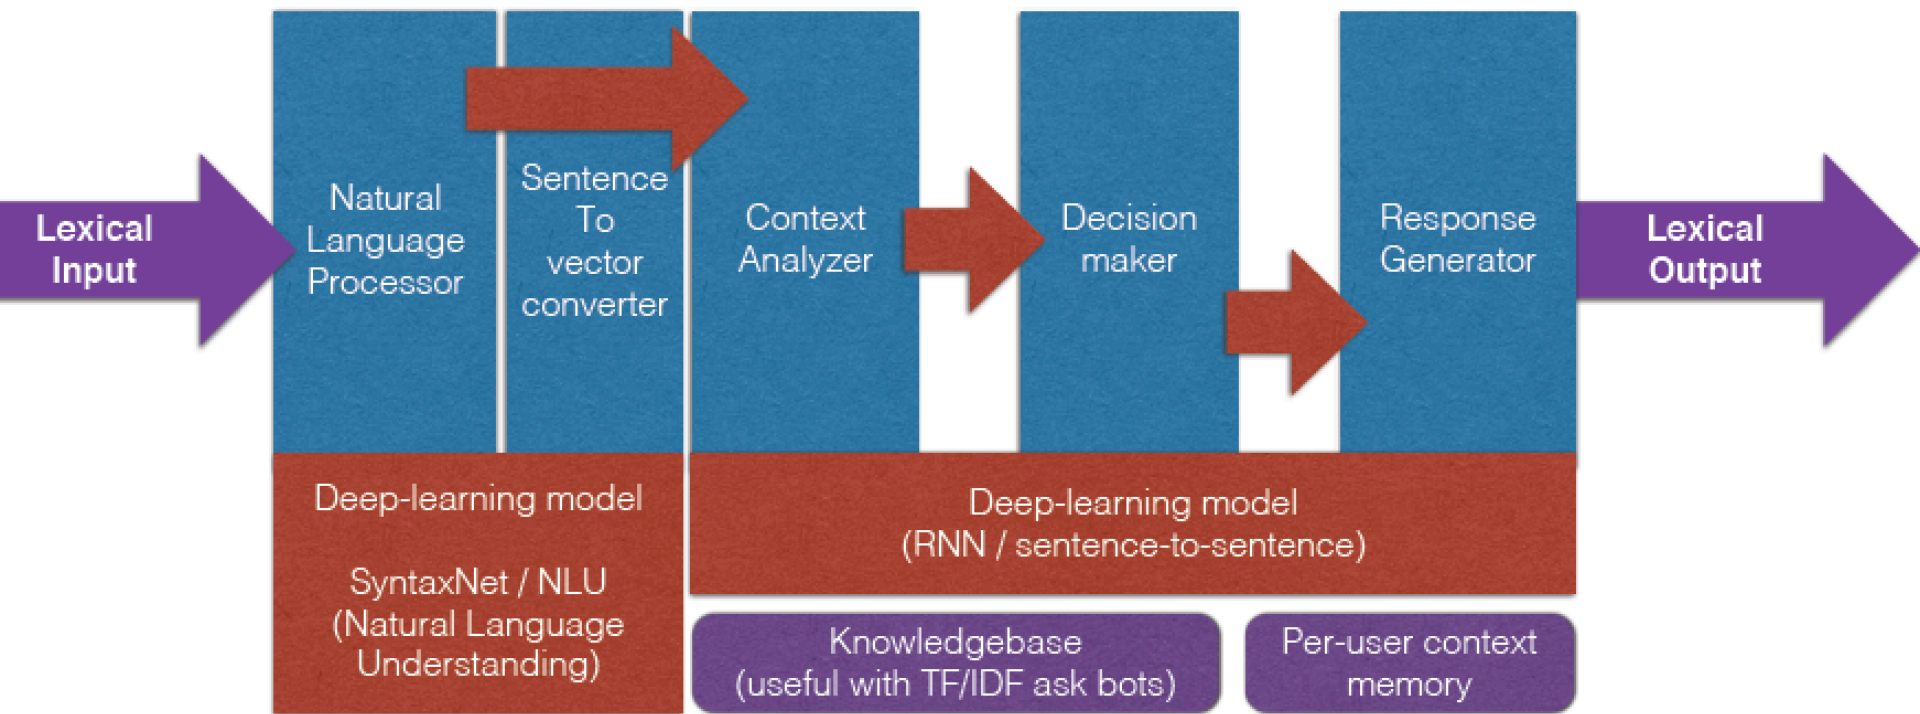 Lexical
Input
Natural
Language
Processor
Sentence
To
vector
converter
Context
Analyzer
Decision
maker
Response
Generator
Lexical
Output
Deep-learning model
SyntaxNet / NLU
(Natural Language
Understanding)
Deep-learning model
(RNN / sentence-to-sentence)
Knowledgebase
(useful with TF/IDF ask bots)
Per-user context
memory